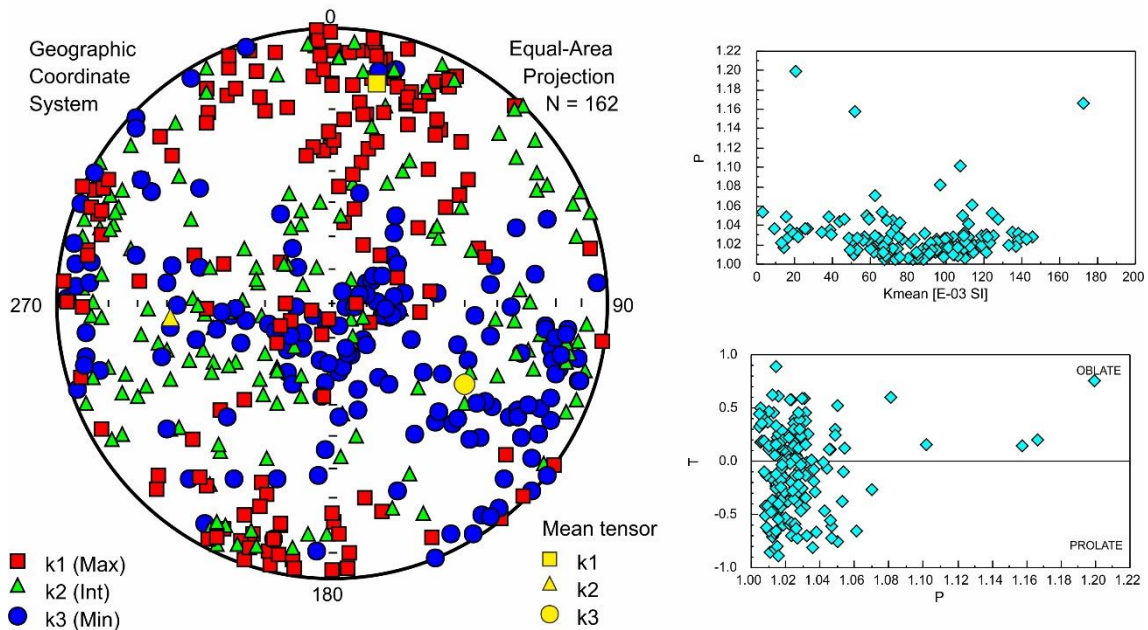 0
Geographic
Coordinate
System
Equal-Area
Projection
N = 162
270
90
180
k1 (Max)
k2 (Int)
k3 (Min)
Mean tensor
k1
k2
k3
1.22
1.20
1.18
1.16
1.14
1.12
1.10
1.08
1.06
1.04
1.02
1.00
P
0 20 40 60 80 100 120 140 160 180 200
Kmean [E-03 SI]
1.0
0.5
0.0
-0.5
-1.0
T
OBLATE
PROLATE
1.00 1.02 1.04 1.06 1.08 1.10 1.12 1.14 1.16 1.18 1.20 1.22
P